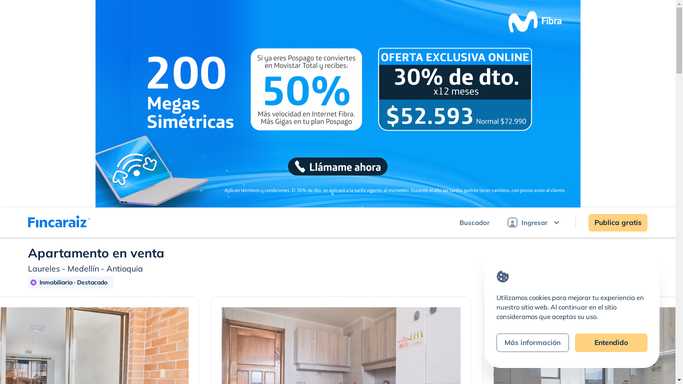 Fibra
200
Megas
Simétricas
Si ya eres Pospago te conviertes
en Movistar Total y recibes.
50%
Más velocidad en Internet Fibra.
Más Gigas en tu plan Pospago
OFERTA EXCLUSIVA ONLINE
30% de dto.
x12 meses
$52.593 Normal $72.990
Llámame ahora
Fincaraiz
Buscador
Ingresar
Publica gratis
Apartamento en venta
Laureles - Medellín - Antioquia
Inmobiliaria · Destacado
Utilizamos cookies para mejorar tu experiencia en
nuestro sitio web. Al continuar en el sitio
consideramos que aceptas su uso.
Más información
Entendido